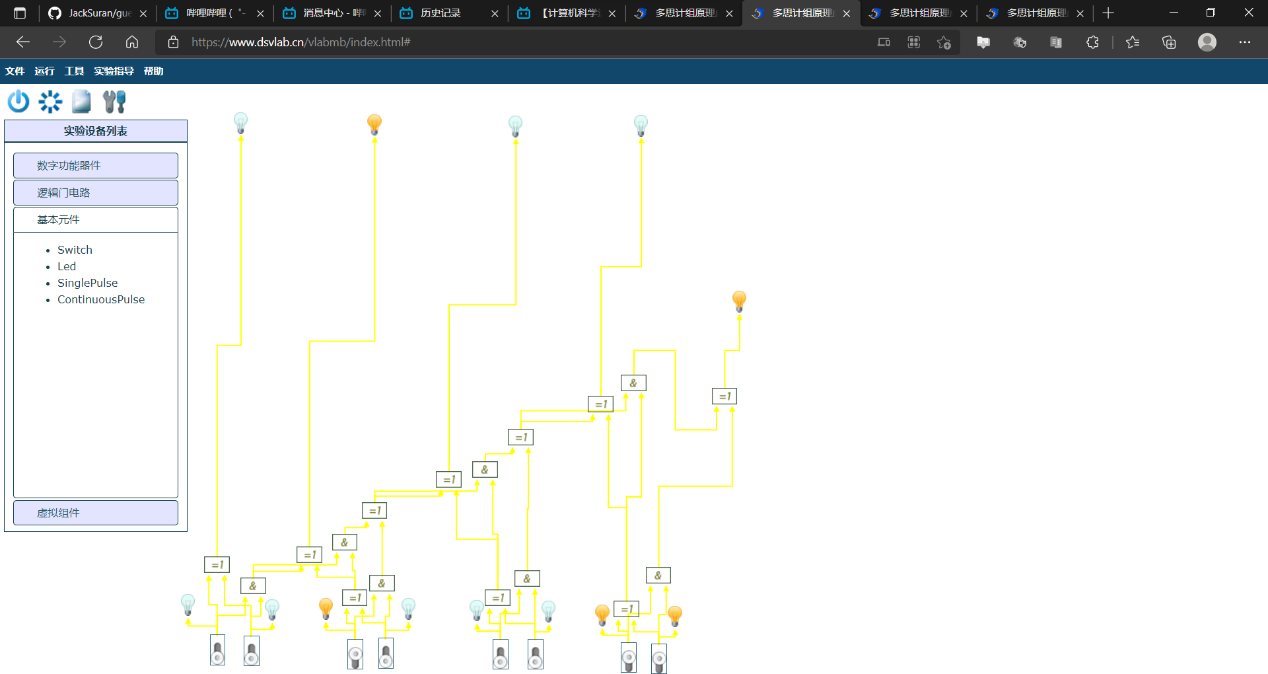 JackSuran/gue
哔哩哔哩 (゜-
消息中心 - 哔
历史记录
【计算机科学
多思计组原理
多思计组原理
多思计组原理
多思计组原理
https://www.dsvlab.cn/vlabmb/index.html#
文件 运行 工具 实验指导 帮助
实验设备列表
数字功能器件
逻辑门电路
基本元件
Switch
Led
SinglePulse
ContinuousPulse
虚拟组件
&
=1
=1
=1
&
=1
=1
&
=1
=1
&
&
&
&
=1
=1
=1